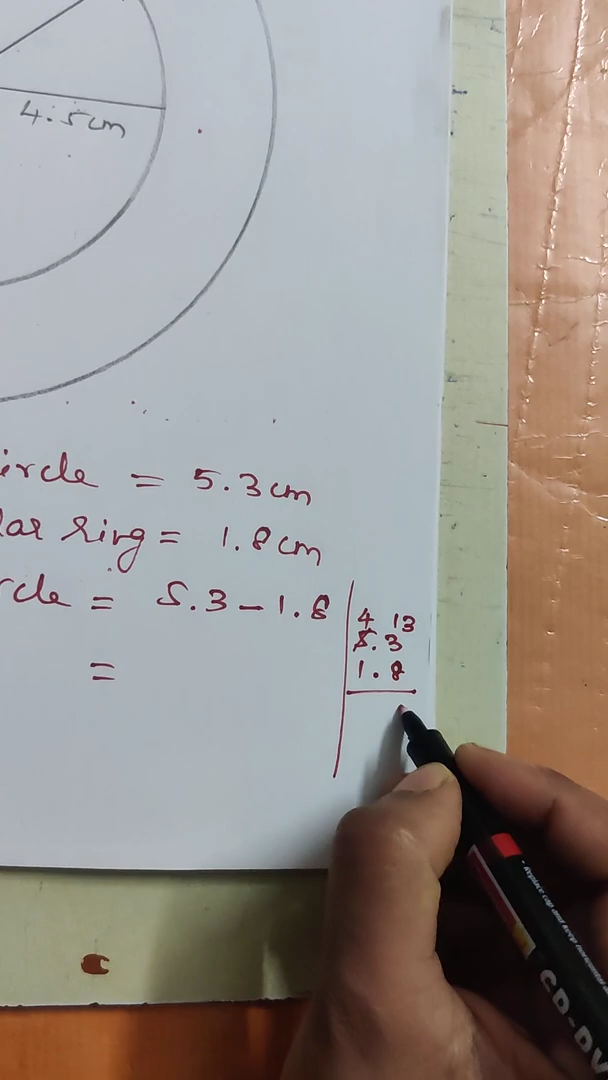 4.5cm
ircle = 5.3cm
lar ring = 1.8cm
rcle = 5.3-1.8
=
4 13
5.3
1.8